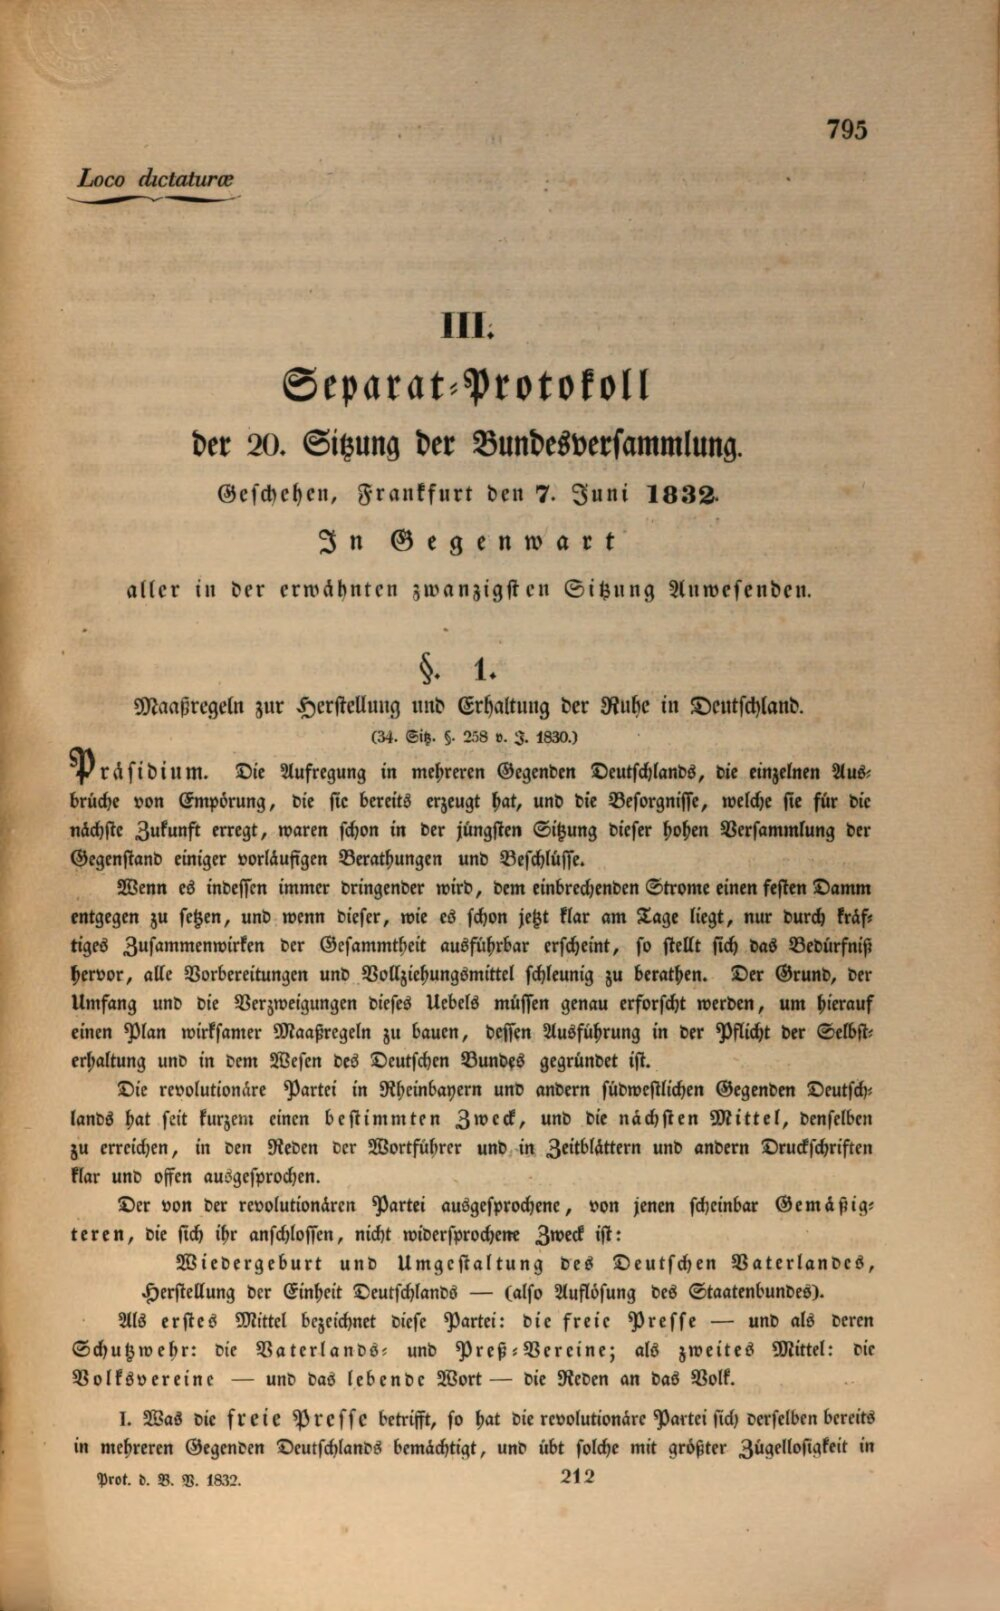 795
Loco dictaturæ
III.
Separat-Protokoll
der 20. Sitzung der Bundesversammlung.
Geschehen, Frankfurt den 7. Juni 1832.
In Gegenwart
aller in der erwähnten zwanzigsten Sitzung Anwesenden.
§. 1.
Maaßregeln zur Herstellung und Erhaltung der Ruhe in Deutschland.
(34. Sitz. §. 258 v. J. 1830.)
Präsidium. Die Aufregung in mehreren Gegenden Deutschlands, die einzelnen Aus-
brüche von Empörung, die sie bereits erzeugt hat, und die Besorgnisse, welche sie für die
nächste Zukunft erregt, waren schon in der jüngsten Sitzung dieser hohen Versammlung der
Gegenstand einiger vorläufigen Berathungen und Beschlüsse.
Wenn es indessen immer dringender wird, dem einbrechenden Strome einen festen Damm
entgegen zu setzen, und wenn dieser, wie es schon jetzt klar am Tage liegt, nur durch kräf-
tiges Zusammenwirken der Gesammtheit ausführbar erscheint, so stellt sich das Bedürfniß
hervor, alle Vorbereitungen und Vollziehungsmittel schleunig zu berathen. Der Grund, der
Umfang und die Verzweigungen dieses Uebels müssen genau erforscht werden, um hierauf
einen Plan wirksamer Maaßregeln zu bauen, dessen Ausführung in der Pflicht der Selbst-
erhaltung und in dem Wesen des Deutschen Bundes gegründet ist.
Die revolutionäre Partei in Rheinbayern und andern südwestlichen Gegenden Deutsch-
lands hat seit kurzem einen bestimmten Zweck, und die nächsten Mittel, denselben
zu erreichen, in den Reden der Wortführer und in Zeitblättern und andern Druckschriften
klar und offen ausgesprochen.
Der von der revolutionären Partei ausgesprochene, von jenen scheinbar Gemäßig-
teren, die sich ihr anschlossen, nicht widersprochene Zweck ist:
Wiedergeburt und Umgestaltung des Deutschen Vaterlandes,
Herstellung der Einheit Deutschlands — (also Auflösung des Staatenbundes).
Als erstes Mittel bezeichnet diese Partei: die freie Presse — und als deren
Schutzwehr: die Vaterlands- und Preß-Vereine; als zweites Mittel: die
Volksvereine — und das lebende Wort — die Reden an das Volk.
I. Was die freie Presse betrifft, so hat die revolutionäre Partei sich derselben bereits
in mehreren Gegenden Deutschlands bemächtigt, und übt solche mit größter Zügellosigkeit in
Prot. d. B. V. 1832.
212